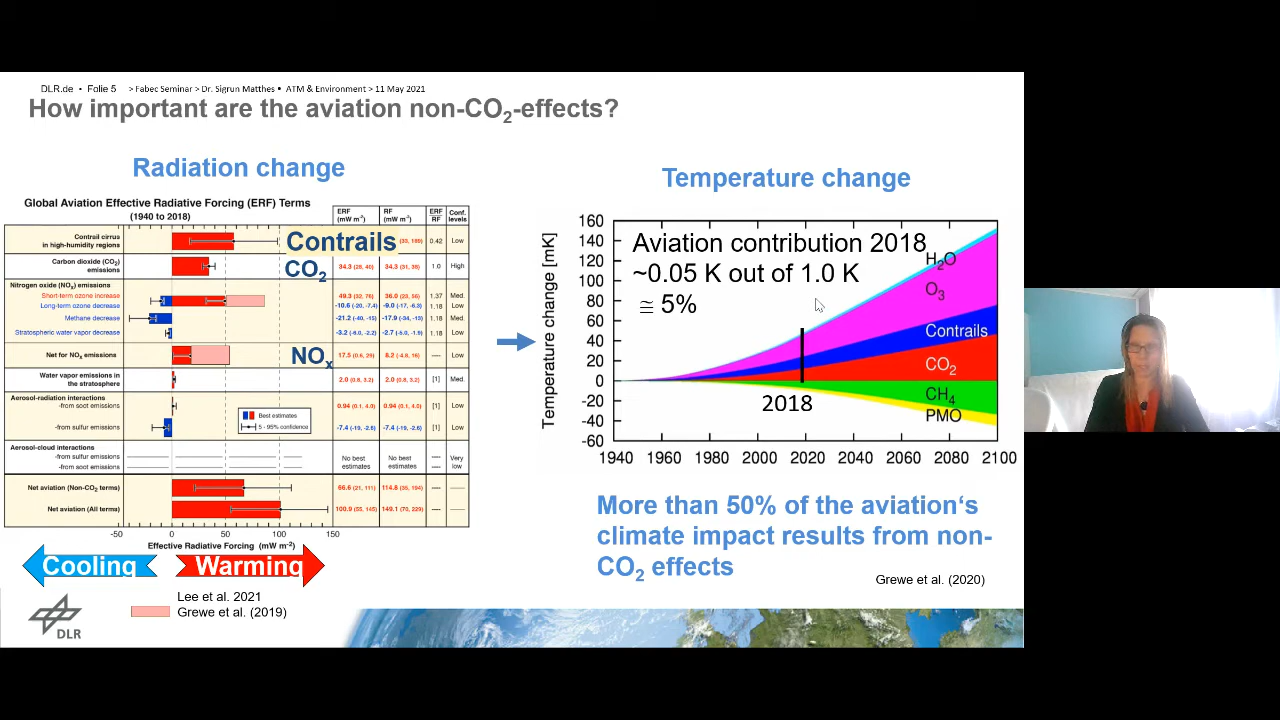 DLR.de • Folie 5 > Fabec Seminar > Dr. Sigrun Matthes • ATM & Environment > 11 May 2021
How important are the aviation non-CO2-effects?
Radiation change
Global Aviation Effective Radiative Forcing (ERF) Terms
(1940 to 2018)
ERF (mW m-2) RF (mW m-2) ERF RF Conf. levels
Contrail cirrus in high-humidity regions Contrails (33, 189) 0.42 Low
Carbon dioxide (CO2) emissions CO2 34.3 (28, 40) 34.3 (31, 38) 1.0 High
Nitrogen oxide (NOx) emissions
Short-term ozone increase 49.3 (32, 76) 36.0 (23, 56) 1.37 Med.
Long-term ozone decrease -10.6 (-20, -7.4) -9.0 (-17, -6.3) 1.18 Low
Methane decrease -21.2 (-40, -15) -17.9 (-34, -13) 1.18 Med.
Stratospheric water vapor decrease -3.2 (-6.0, -2.2) -2.7 (-5.0, -1.9) 1.18 Low
Net for NOx emissions NOx 17.5 (0.6, 29) 8.2 (-4.8, 16) ---- Low
Water vapor emissions in the stratosphere 2.0 (0.8, 3.2) 2.0 (0.8, 3.2) [1] Med.
Aerosol-radiation interactions
-from soot emissions 0.94 (0.1, 4.0) 0.94 (0.1, 4.0) [1] Low
-from sulfur emissions -7.4 (-19, -2.6) -7.4 (-19, -2.6) [1] Low
Best estimates
5 - 95% confidence
Aerosol-cloud interactions
-from sulfur emissions
-from soot emissions
No best estimates No best estimates ---- ---- Very low
Net aviation (Non-CO2 terms) 66.6 (21, 111) 114.8 (35, 194) ---- ----
Net aviation (All terms) 100.9 (55, 145) 149.1 (70, 229) ---- ----
-50 0 50 100 150
Effective Radiative Forcing (mW m-2)
Cooling Warming
Lee et al. 2021
Grewe et al. (2019)
DLR
Temperature change
Temperature change [mK]
160
140
120
100
80
60
40
20
0
-20
-40
-60
Aviation contribution 2018
~0.05 K out of 1.0 K
≅ 5%
H2O
O3
Contrails
CO2
CH4
PMO
2018
1940 1960 1980 2000 2020 2040 2060 2080 2100
More than 50% of the aviation‘s
climate impact results from non-
CO2 effects
Grewe et al. (2020)